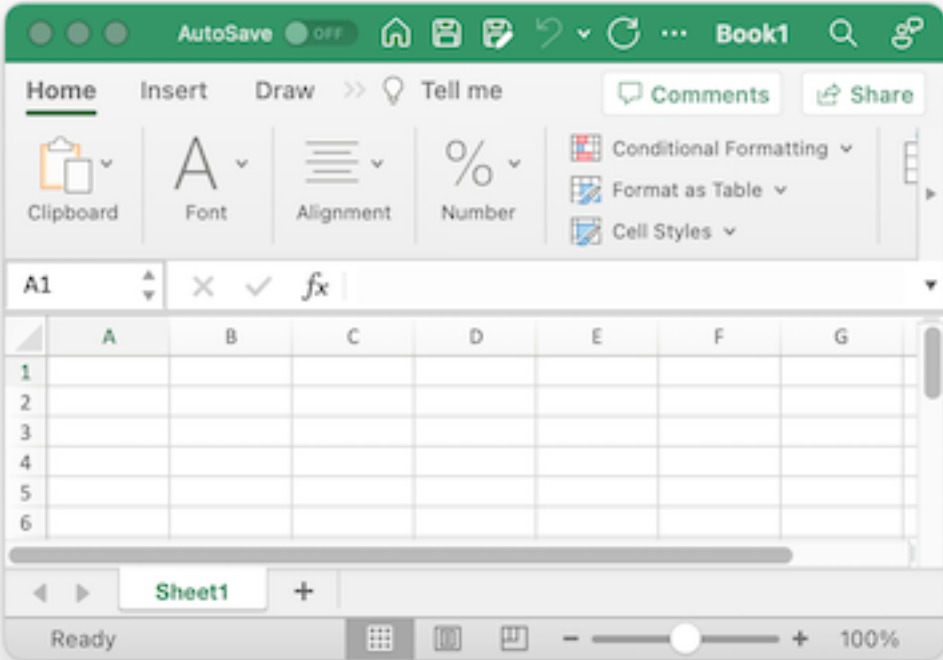 AutoSave OFF Book1
Home Insert Draw Tell me Comments Share
Clipboard Font Alignment Number
Conditional Formatting
Format as Table
Cell Styles
A1 fx
A B C D E F G
1
2
3
4
5
6
Sheet1 +
Ready − + 100%